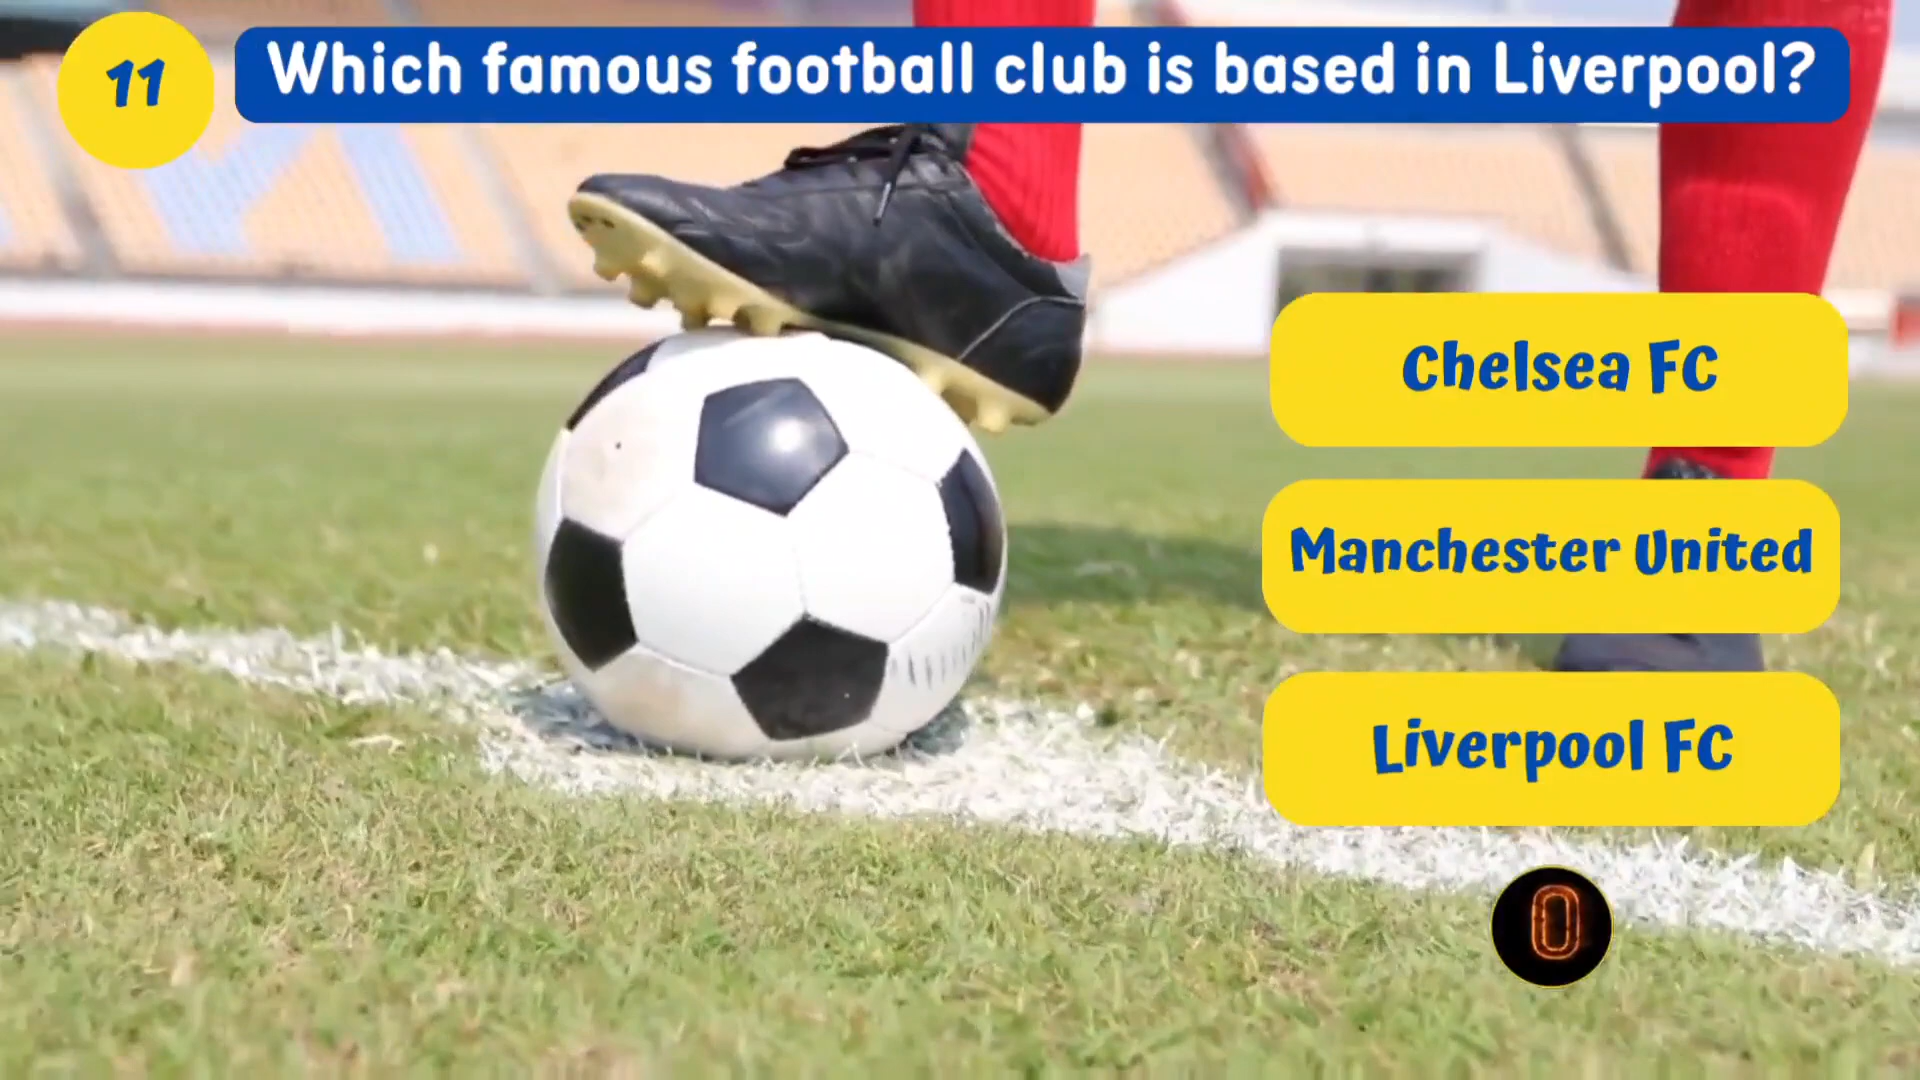 11
Which famous football club is based in Liverpool?
Chelsea FC
Manchester United
Liverpool FC
0